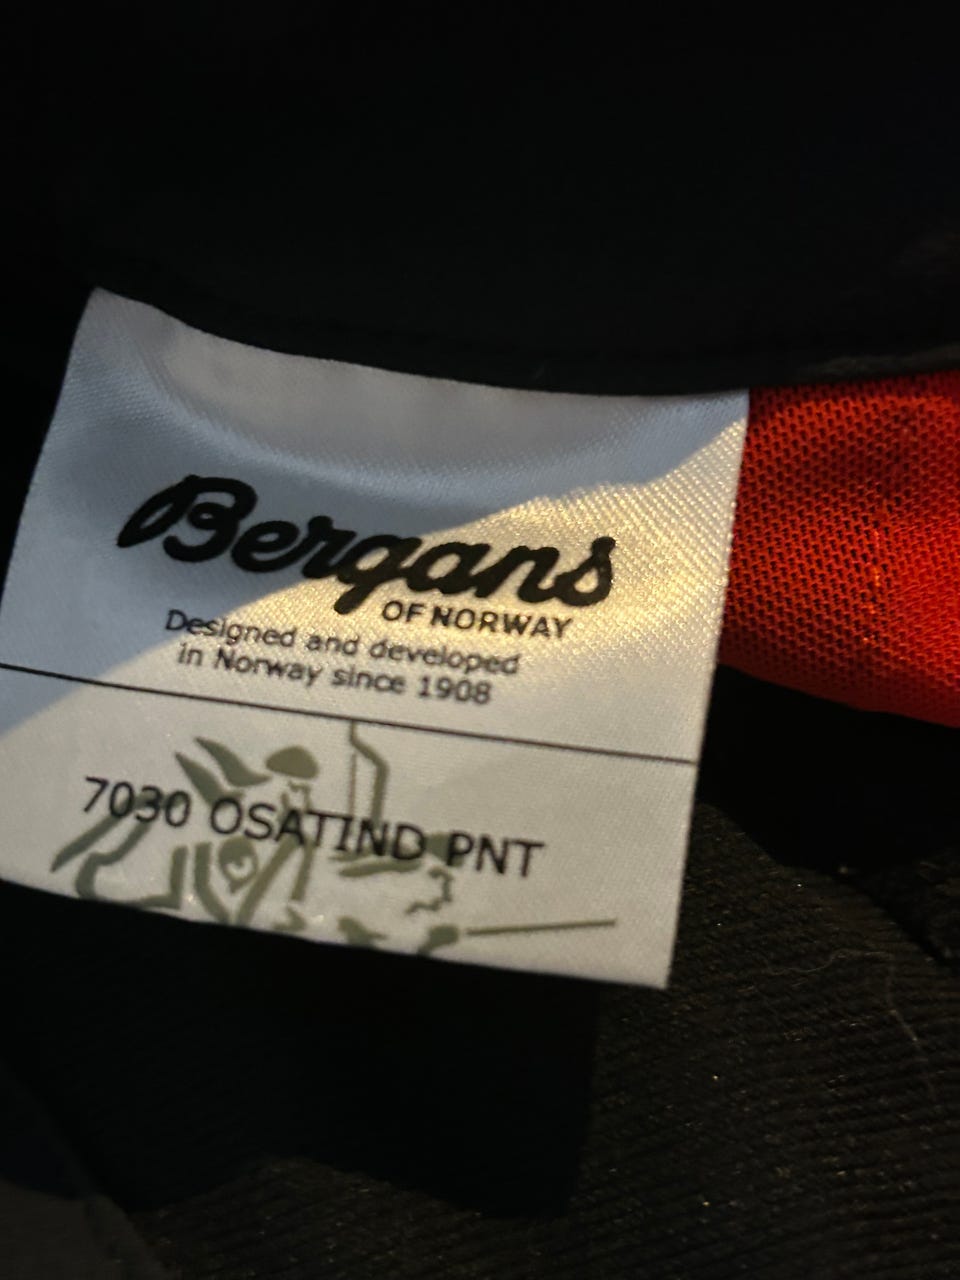 Bergans
OF NORWAY
Designed and developed
in Norway since 1908
7030 OSATIND PNT